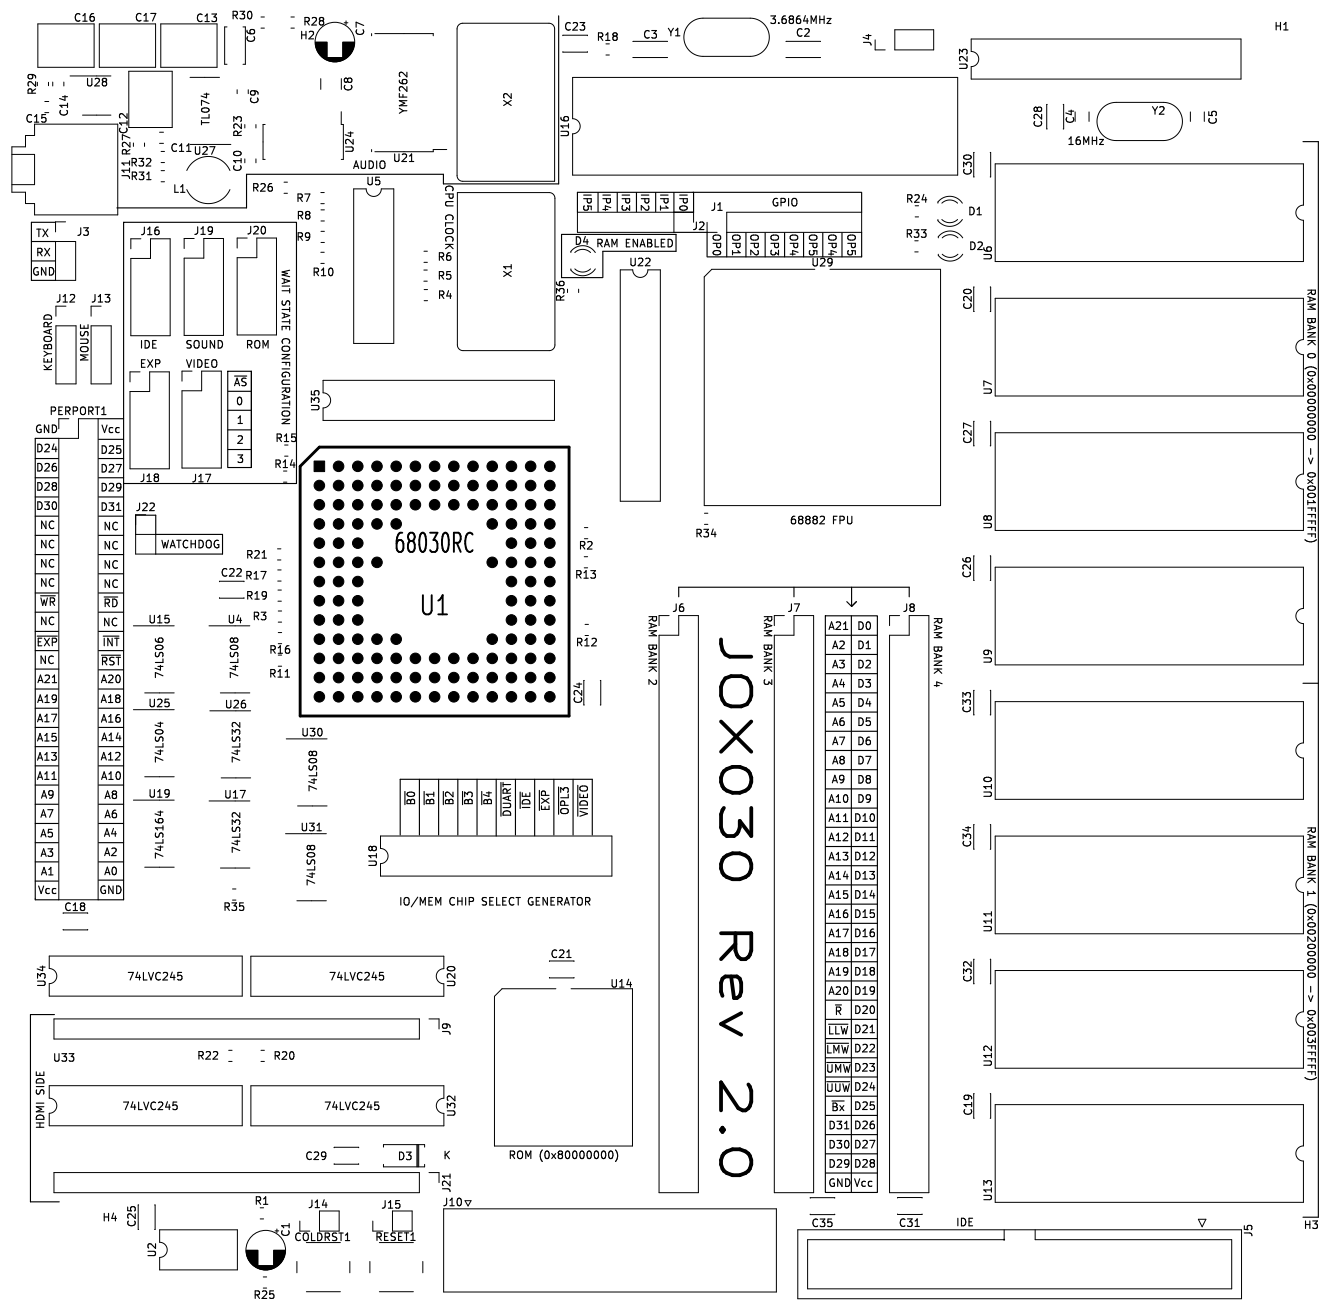 C16
C17
C13
R30
C6
R28
H2
C7
C23
R18
C3
Y1
3.6864MHz
C2
J4
U23
H1
R29
C14
U28
C15
C12
TL074
C9
C8
YMF262
X2
U16
C28
C4
Y2
C5
16MHz
R27
C11
U27
R23
C10
U24
U21
AUDIO
J11
R32
R31
L1
R26
R7
R8
R9
R10
U5
CPU CLOCK
R6
R5
R4
X1
IP5
IP4
IP3
IP2
IP1
IP0
J1
J2
GPIO
OP0
OP1
OP2
OP3
OP5
OP4
OP5
D4
RAM ENABLED
R36
U22
U29
R24
D1
R33
D2
C30
U6
TX
RX
GND
J3
J16
J19
J20
IDE
SOUND
ROM
WAIT STATE CONFIGURATION
J12
J13
KEYBOARD
MOUSE
EXP
VIDEO
AS
0
1
2
3
J18
J17
U35
R15
R14
C20
U7
C27
U8
RAM BANK 0 (0x00000000 -> 0x001FFFFF)
68882 FPU
R34
PERPORT1
GND Vcc
D24 D25
D26 D27
D28 D29
D30 D31
NC NC
NC NC
NC NC
NC NC
WR RD
NC NC
EXP INT
NC RST
A21 A20
A19 A18
A17 A16
A15 A14
A13 A12
A11 A10
A9 A8
A7 A6
A5 A4
A3 A2
A1 A0
Vcc GND
C18
J22
WATCHDOG
R21
C22
R17
R19
R3
R16
R11
68030RC
U1
R2
R13
R12
C24
U15
74LS06
U4
74LS08
U25
74LS04
U26
74LS32
U30
74LS08
U19
74LS164
U17
74LS32
U31
74LS08
R35
B0
B1
B2
B3
B4
DUART
IDE
EXP
OPL3
VIDEO
U18
IO/MEM CHIP SELECT GENERATOR
J6
J7
J8
RAM BANK 2
RAM BANK 3
RAM BANK 4
JOX030 Rev 2.0
A21 D0
A2 D1
A3 D2
A4 D3
A5 D4
A6 D5
A7 D6
A8 D7
A9 D8
A10 D9
A11 D10
A12 D11
A13 D12
A14 D13
A15 D14
A16 D15
A17 D16
A18 D17
A19 D18
A20 D19
R D20
LLW D21
LMW D22
UMW D23
UUW D24
Bx D25
D31 D26
D30 D27
D29 D28
GND Vcc
C35
C31
C26
U9
C33
U10
C34
U11
C32
U12
C19
U13
RAM BANK 1 (0x00200000 -> 0x003FFFFF)
U34
74LVC245
74LVC245
U20
C21
U14
ROM (0x80000000)
J9
U33
R22
R20
HDMI SIDE
74LVC245
74LVC245
U32
C29
D3
K
J21
H4
C25
U2
R1
C1
R25
J14
COLDRST1
J15
RESET1
J10
IDE
J5
H3